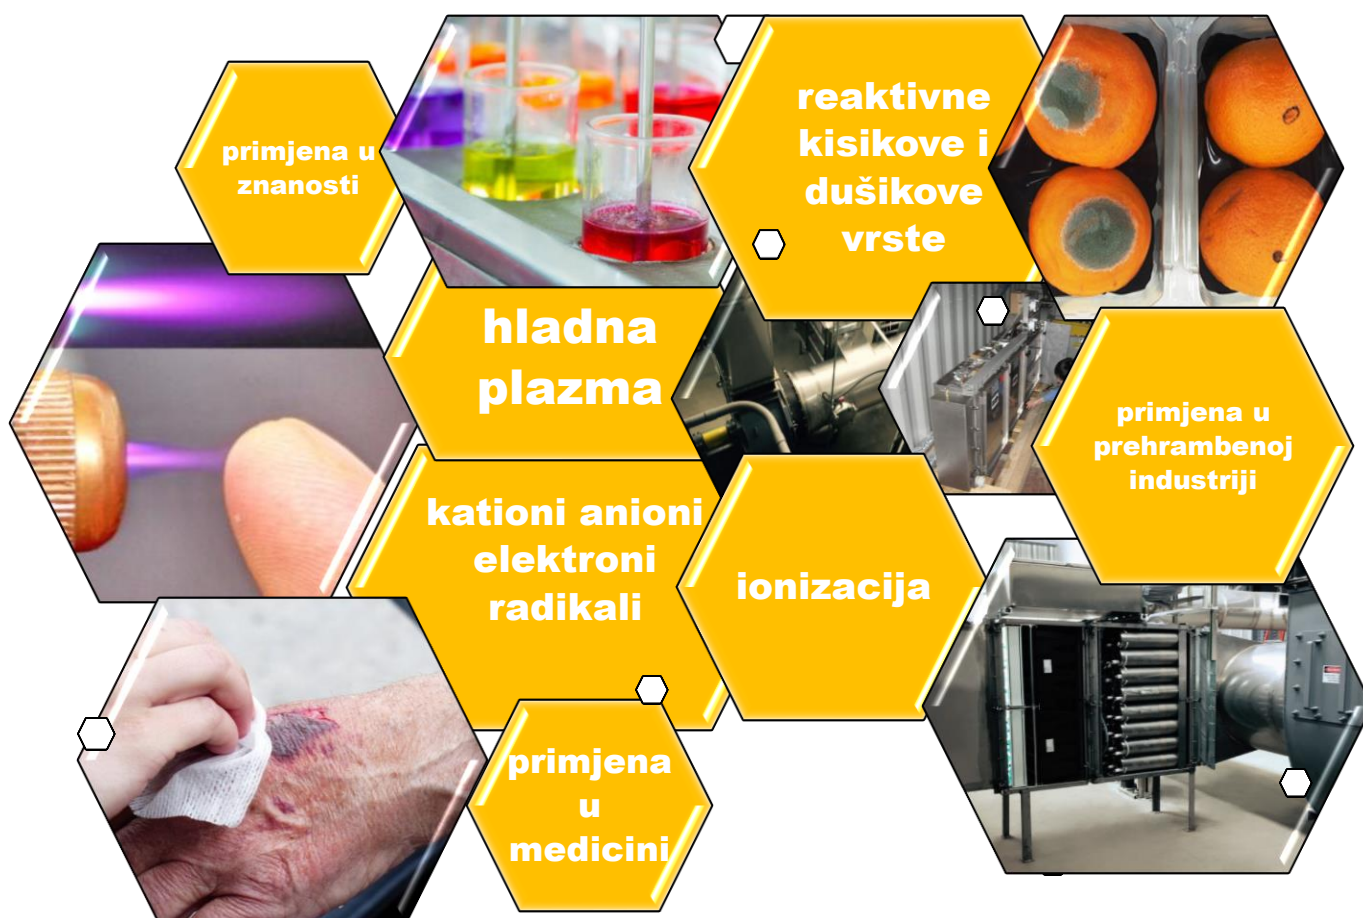 primjena u
znanosti
reaktivne
kisikove i
dušikove
vrste
hladna
plazma
primjena u
prehrambenoj
industriji
kationi anioni
elektroni
radikali
ionizacija
primjena
u
medicini